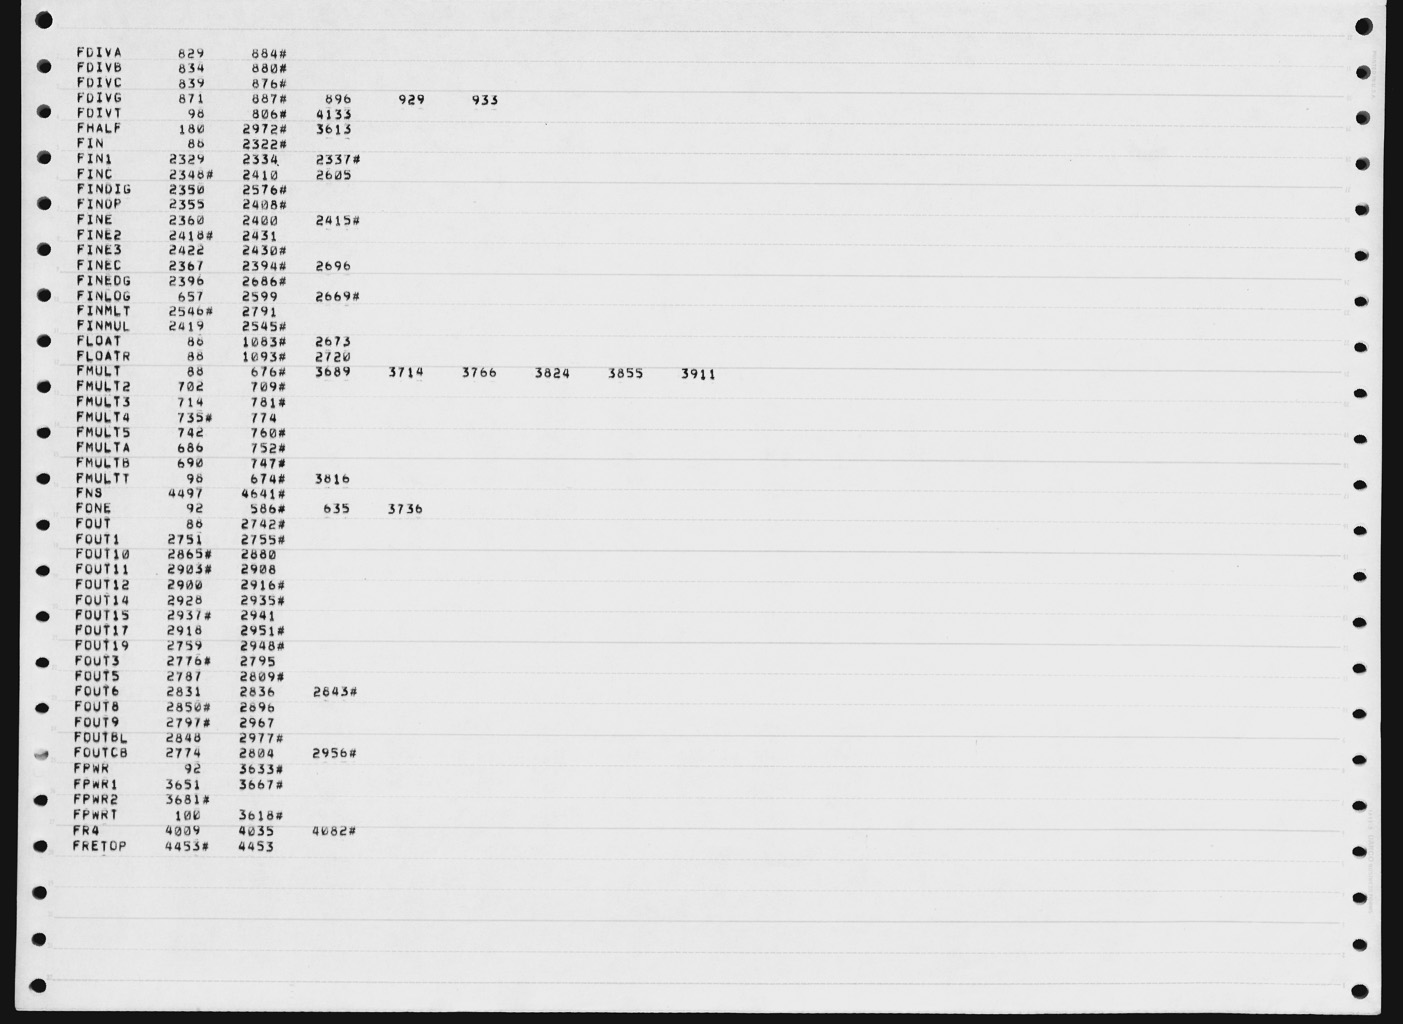 FDIVA 829 884#
FDIVB 834 880#
FDIVC 839 876#
FDIVG 871 887# 896 929 933
FDIVT 98 806# 4133
FHALF 180 2972# 3613
FIN 88 2322#
FIN1 2329 2334 2337#
FINC 2348# 2410 2605
FINDIG 2350 2576#
FINDP 2355 2408#
FINE 2360 2400 2415#
FINE2 2418# 2431
FINE3 2422 2430#
FINEC 2367 2394# 2696
FINEDG 2396 2686#
FINLOG 657 2599 2669#
FINMLT 2546# 2791
FINMUL 2419 2545#
FLOAT 88 1083# 2673
FLOATR 88 1093# 2720
FMULT 88 676# 3689 3714 3766 3824 3855 3911
FMULT2 702 709#
FMULT3 714 781#
FMULT4 735# 774
FMULT5 742 760#
FMULTA 686 752#
FMULTB 690 747#
FMULTT 98 674# 3816
FNS 4497 4641#
FONE 92 586# 635 3736
FOUT 88 2742#
FOUT1 2751 2755#
FOUT10 2865# 2880
FOUT11 2903# 2908
FOUT12 2900 2916#
FOUT14 2928 2935#
FOUT15 2937# 2941
FOUT17 2918 2951#
FOUT19 2759 2948#
FOUT3 2776# 2795
FOUT5 2787 2809#
FOUT6 2831 2836 2843#
FOUT8 2850# 2896
FOUT9 2797# 2967
FOUTBL 2848 2977#
FOUTCB 2774 2804 2956#
FPWR 92 3633#
FPWR1 3651 3667#
FPWR2 3681#
FPWRT 100 3618#
FR4 4009 4035 4082#
FRETOP 4453# 4453